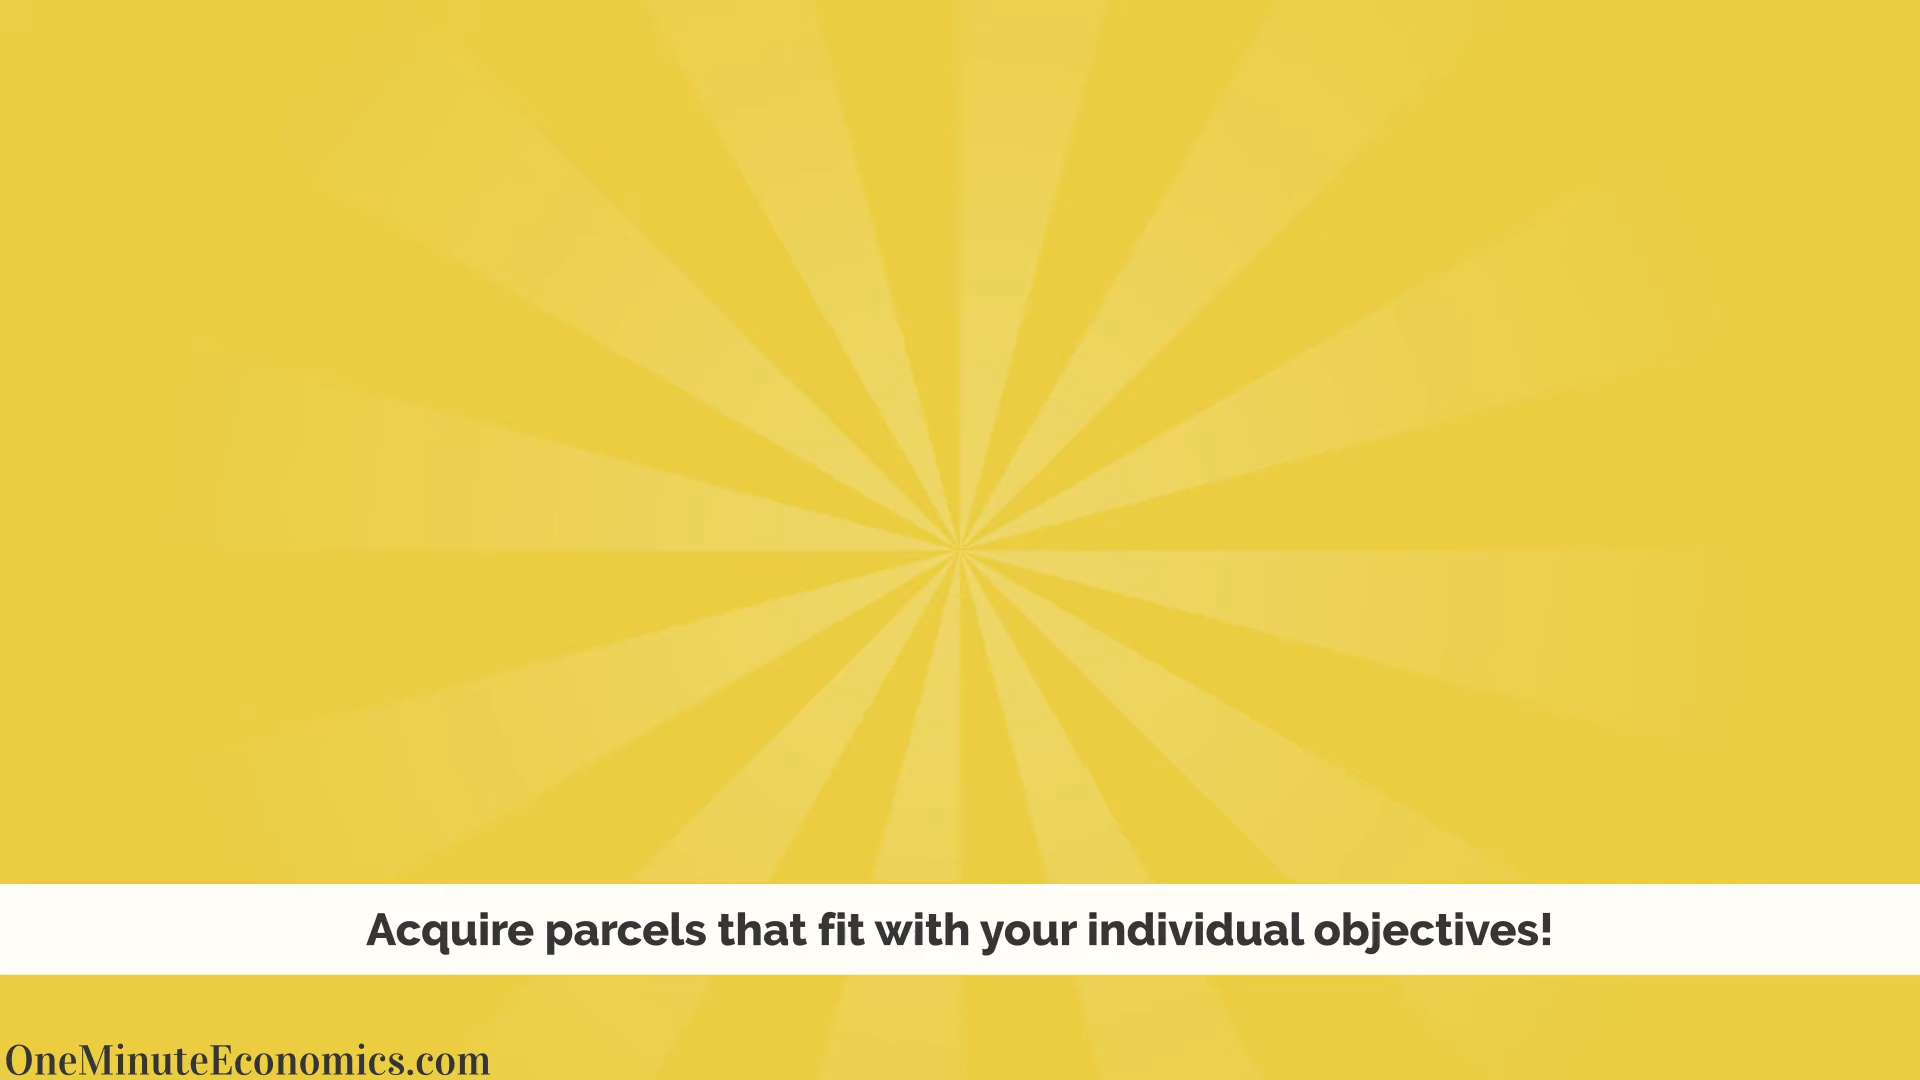 Acquire parcels that fit with your individual objectives!
OneMinuteEconomics.com